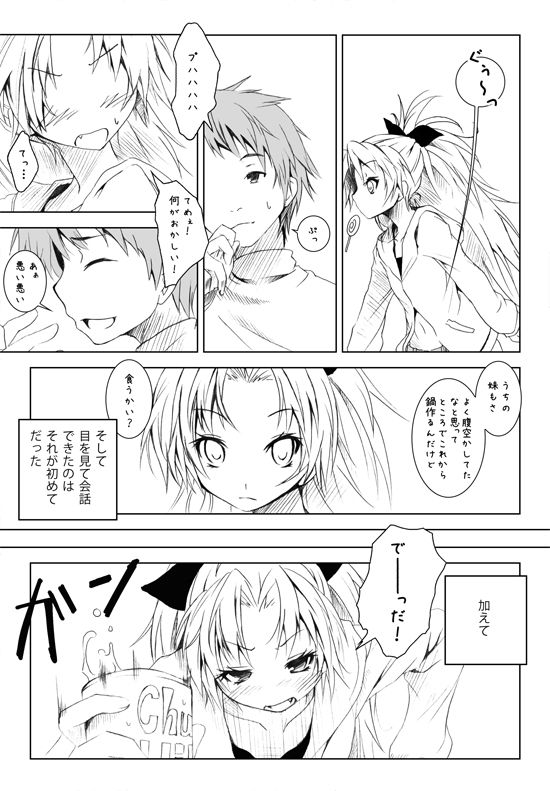 ぐぅ〜っ
ぷっ
プハハハハ
てめぇ!
何がおかしい!
てっ…
あぁ
悪い悪い
うちの
妹もさ
よく腹空かしてた
なと思って
ところでこれから
鍋作るんだけど
食うかい?
そして
目を見て会話
できたのは
それが初めて
だった
加えて
でーーっだ!
ガン
Chu